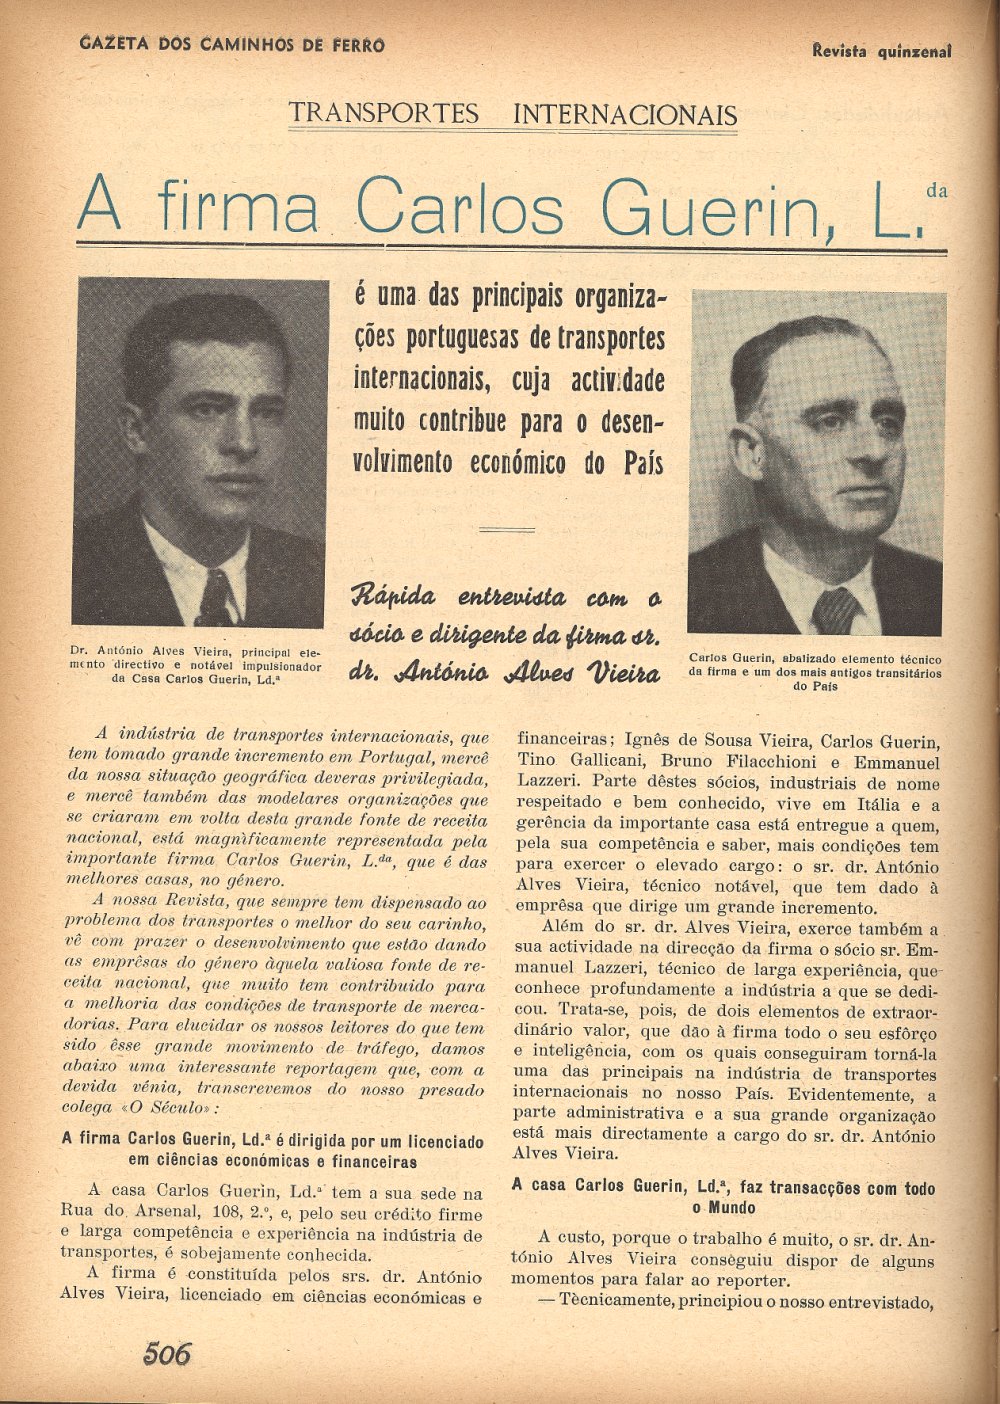 GAZETA DOS CAMINHOS DE FERRO
Revista quinzenal
TRANSPORTES INTERNACIONAIS
A firma Carlos Guerin, L.da
é uma das principais organiza-
ções portuguesas de transportes
internacionais, cuja actividade
muito contribue para o desen-
volvimento económico do País
Rápida entrevista com o
sócio e dirigente da firma sr.
dr. António Alves Vieira
Dr. António Alves Vieira, principal ele-
mento directivo e notável impulsionador
da Casa Carlos Guerin, Ld.ª
Carlos Guerin, abalizado elemento técnico
da firma e um dos mais antigos transitários
do País
A indústria de transportes internacionais, que
tem tomado grande incremento em Portugal, mercê
da nossa situação geográfica deveras privilegiada,
e mercê também das modelares organizações que
se criaram em volta desta grande fonte de receita
nacional, está magnìficamente representada pela
importante firma Carlos Guerin, L.da, que é das
melhores casas, no género.
A nossa Revista, que sempre tem dispensado ao
problema dos transportes o melhor do seu carinho,
vê com prazer o desenvolvimento que estão dando
as emprêsas do género àquela valiosa fonte de re-
ceita nacional, que muito tem contribuido para
a melhoria das condições de transporte de merca-
dorias. Para elucidar os nossos leitores do que tem
sido êsse grande movimento de tráfego, damos
abaixo uma interessante reportagem que, com a
devida vénia, transcrevemos do nosso presado
colega «O Século»:
A firma Carlos Guerin, Ld.ª é dirigida por um licenciado
em ciências económicas e financeiras
A casa Carlos Guerin, Ld.ª tem a sua sede na
Rua do Arsenal, 108, 2.º, e, pelo seu crédito firme
e larga competência e experiência na indústria de
transportes, é sobejamente conhecida.
A firma é constituída pelos srs. dr. António
Alves Vieira, licenciado em ciências económicas e
financeiras; Ignês de Sousa Vieira, Carlos Guerin,
Tino Gallicani, Bruno Filacchioni e Emmanuel
Lazzeri. Parte dêstes sócios, industriais de nome
respeitado e bem conhecido, vive em Itália e a
gerência da importante casa está entregue a quem,
pela sua competência e saber, mais condições tem
para exercer o elevado cargo: o sr. dr. António
Alves Vieira, técnico notável, que tem dado à
emprêsa que dirige um grande incremento.
Além do sr. dr. Alves Vieira, exerce também a
sua actividade na direcção da firma o sócio sr. Em-
manuel Lazzeri, técnico de larga experiência, que
conhece profundamente a indústria a que se dedi-
cou. Trata-se, pois, de dois elementos de extraor-
dinário valor, que dão à firma todo o seu esfôrço
e inteligência, com os quais conseguiram torná-la
uma das principais na indústria de transportes
internacionais no nosso País. Evidentemente, a
parte administrativa e a sua grande organização
está mais directamente a cargo do sr. dr. António
Alves Vieira.
A casa Carlos Guerin, Ld.ª, faz transacções com todo
o Mundo
A custo, porque o trabalho é muito, o sr. dr. An-
tónio Alves Vieira conseguiu dispor de alguns
momentos para falar ao reporter.
— Tècnicamente, principiou o nosso entrevistado,
506